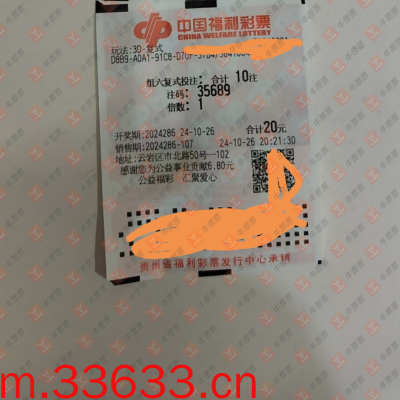 中国福利彩票
CHINA WELFARE LOTTERY
玩法:3D-复式
组六复式投注: 合计 10注
注码: 35689
倍数: 1
开奖期:2024286 24-10-26 合计20元
销售期:2024286-107 24-10-26 20:21:30
地址:云岩区市北路50号一102
感谢您为公益事业贡献6.80元
公益福彩 汇聚爱心
贵州省福利彩票发行中心承销
m.33633.cn